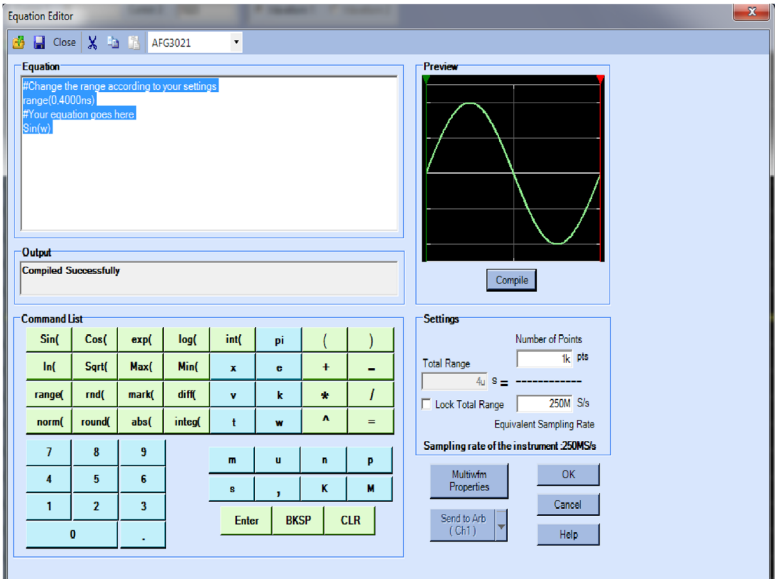 Equation Editor
Close
AFG3021
Equation
#Change the range according to your settings
range(0,4000ns)
#Your equation goes here
Sin(w)
Output
Compiled Successfully
Preview
Compile
Command List
Sin( Cos( exp( log( int( pi ( )
ln( Sqrt( Max( Min( x e + -
range( rnd( mark( diff( v k * /
norm( round( abs( integ( t w ^ =
7 8 9
4 5 6
1 2 3
0 .
m u n p
s , K M
Enter BKSP CLR
Settings
Number of Points
1k pts
Total Range
4u s = ------------
Lock Total Range 250M S/s
Equivalent Sampling Rate
Sampling rate of the instrument :250MS/s
Multiwfm
Properties
OK
Cancel
Send to Arb
( Ch1 )
Help